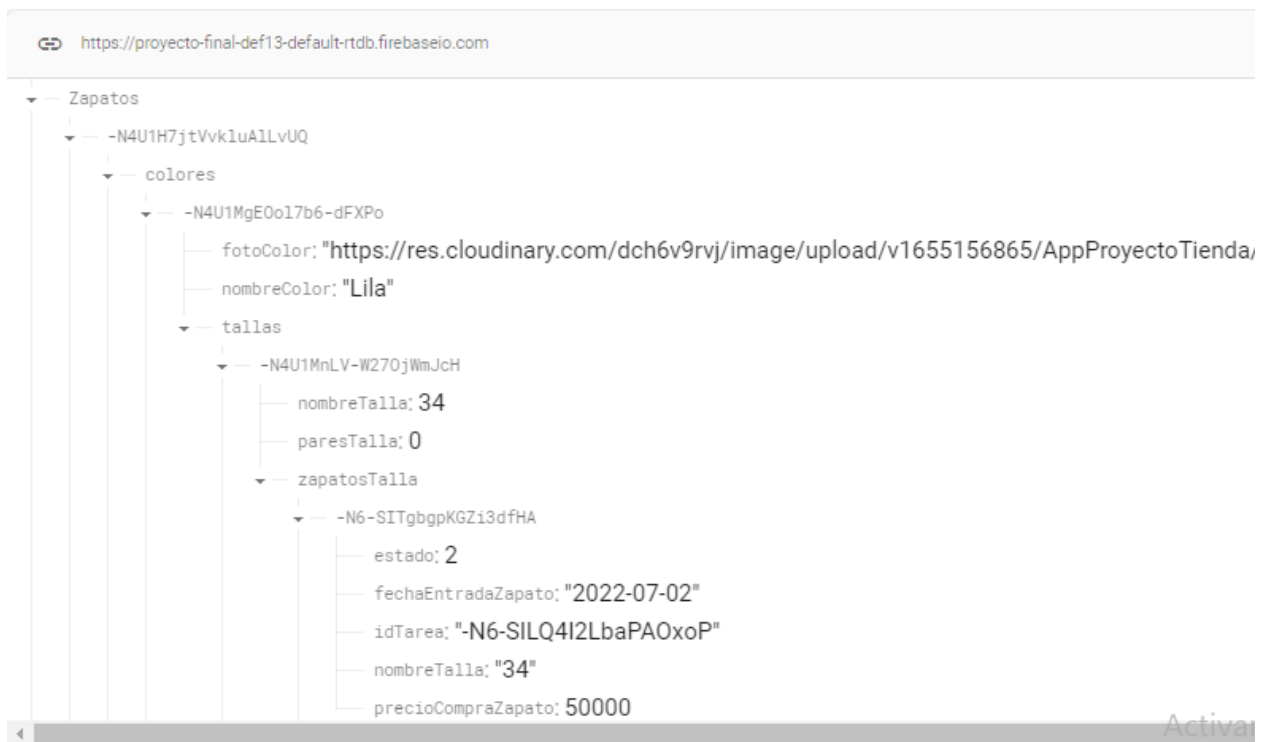 https://proyecto-final-def13-default-rtdb.firebaseio.com
Zapatos
-N4U1H7jtVvkluAlLvUQ
colores
-N4U1MgEOol7b6-dFXPo
fotoColor: "https://res.cloudinary.com/dch6v9rvj/image/upload/v1655156865/AppProyectoTienda/
nombreColor: "Lila"
tallas
-N4U1MnLV-W27OjWmJcH
nombreTalla: 34
paresTalla: 0
zapatosTalla
-N6-SITgbgpKGZi3dfHA
estado: 2
fechaEntradaZapato: "2022-07-02"
idTarea: "-N6-SILQ4I2LbaPAOxoP"
nombreTalla: "34"
precioCompraZapato: 50000
Activar